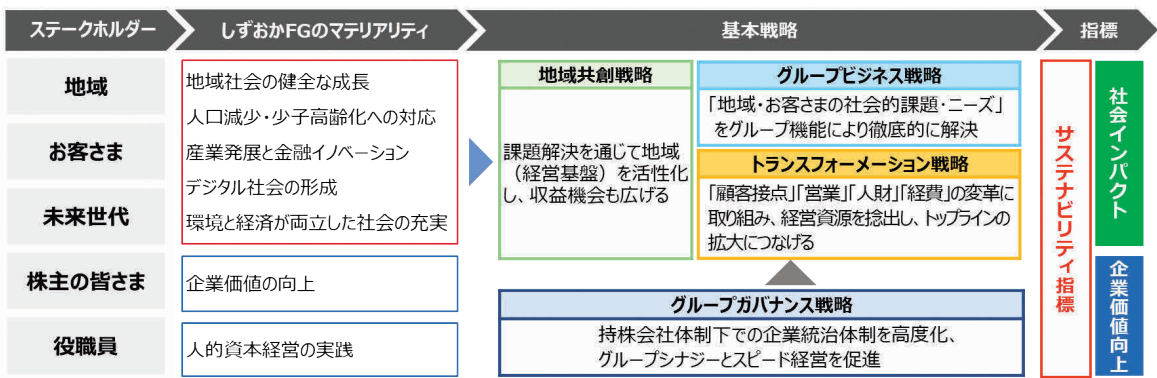 ステークホルダー
しずおかFGのマテリアリティ
基本戦略
指標
地域
お客さま
未来世代
株主の皆さま
役職員
地域社会の健全な成長
人口減少・少子高齢化への対応
産業発展と金融イノベーション
デジタル社会の形成
環境と経済が両立した社会の充実
企業価値の向上
人的資本経営の実践
地域共創戦略
課題解決を通じて地域
（経営基盤）を活性化
し、収益機会も広げる
グループビジネス戦略
「地域・お客さまの社会的課題・ニーズ」
をグループ機能により徹底的に解決
トランスフォーメーション戦略
「顧客接点」「営業」「人財」「経費」の変革に
取り組み、経営資源を捻出し、トップラインの
拡大につなげる
グループガバナンス戦略
持株会社体制下での企業統治体制を高度化、
グループシナジーとスピード経営を促進
サステナビリティ指標
社会インパクト
企業価値向上